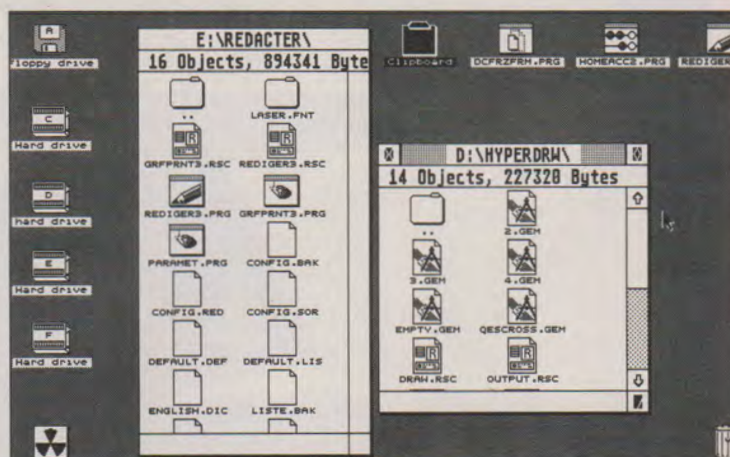 A
Floppy drive
C
Hard drive
D
hard drive
E
Hard drive
F
Hard drive
E:\REDACTER\
16 Objects, 894341 Byte
..
LASER.FNT
GRFPRNT3.RSC
REDIGER3.RSC
REDIGER3.PRG
GRFPRNT3.PRG
PARAMET.PRG
CONFIG.BAK
CONFIG.RED
CONFIG.SOR
DEFAULT.DEF
DEFAULT.LIS
ENGLISH.DIC
LISTE.BAK
Clipboard
DCFRZFRM.PRG
HOMEACC2.PRG
REDIGER
D:\HYPERDRW\
14 Objects, 227320 Bytes
..
2.GEM
3.GEM
4.GEM
EMPTY.GEM
QESCROSS.GEM
DRAW.RSC
OUTPUT.RSC